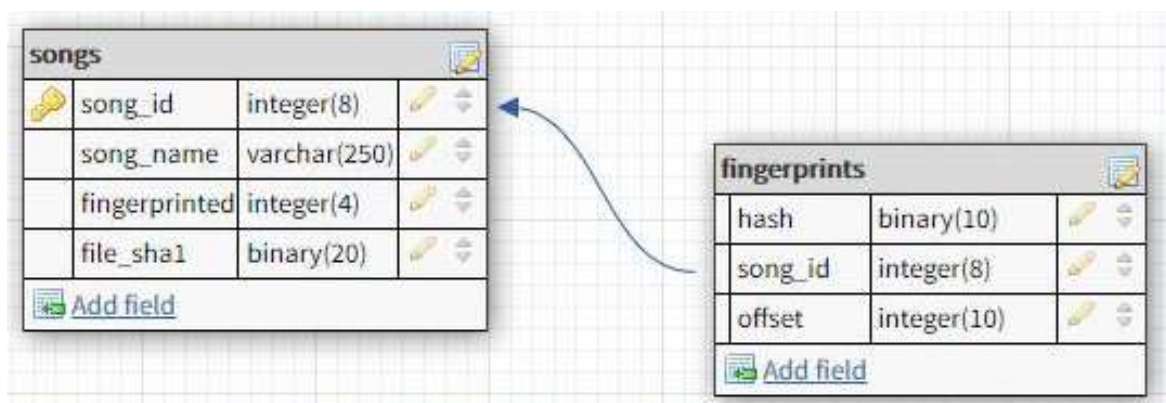 songs
song_id integer(8)
song_name varchar(250)
fingerprinted integer(4)
file_sha1 binary(20)
Add field
fingerprints
hash binary(10)
song_id integer(8)
offset integer(10)
Add field